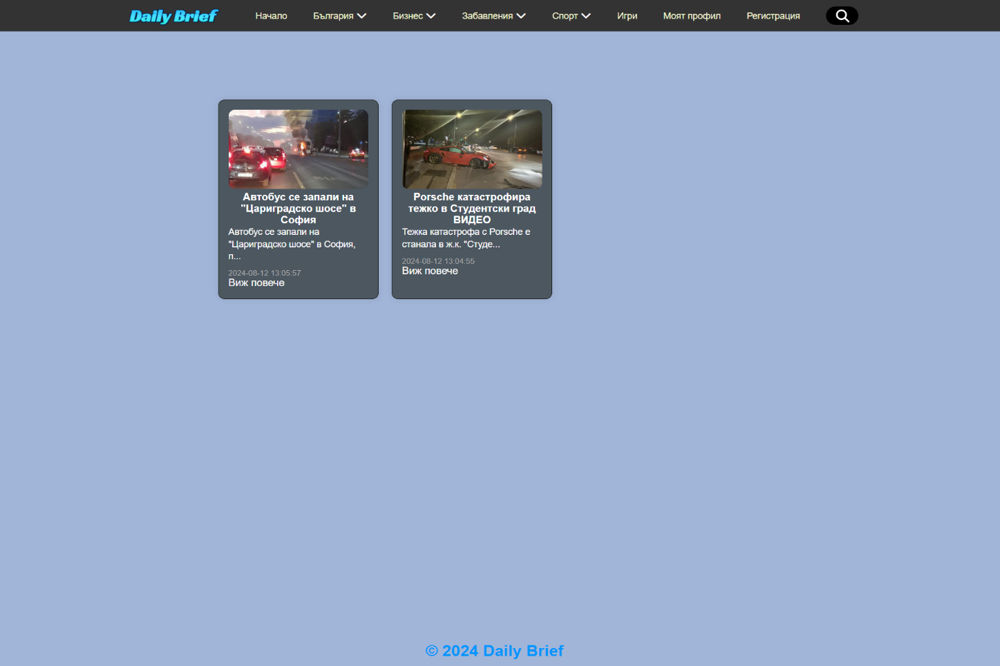 Daily Brief Начало България Бизнес Забавления Спорт Игри Моят профил Регистрация
Автобус се запали на
"Цариградско шосе" в
София
Автобус се запали на
"Цариградско шосе" в София,
п...
2024-08-12 13:05:57
Виж повече
Porsche катастрофира
тежко в Студентски град
ВИДЕО
Тежка катастрофа с Porsche е
станала в ж.к. "Студе...
2024-08-12 13:04:55
Виж повече
© 2024 Daily Brief